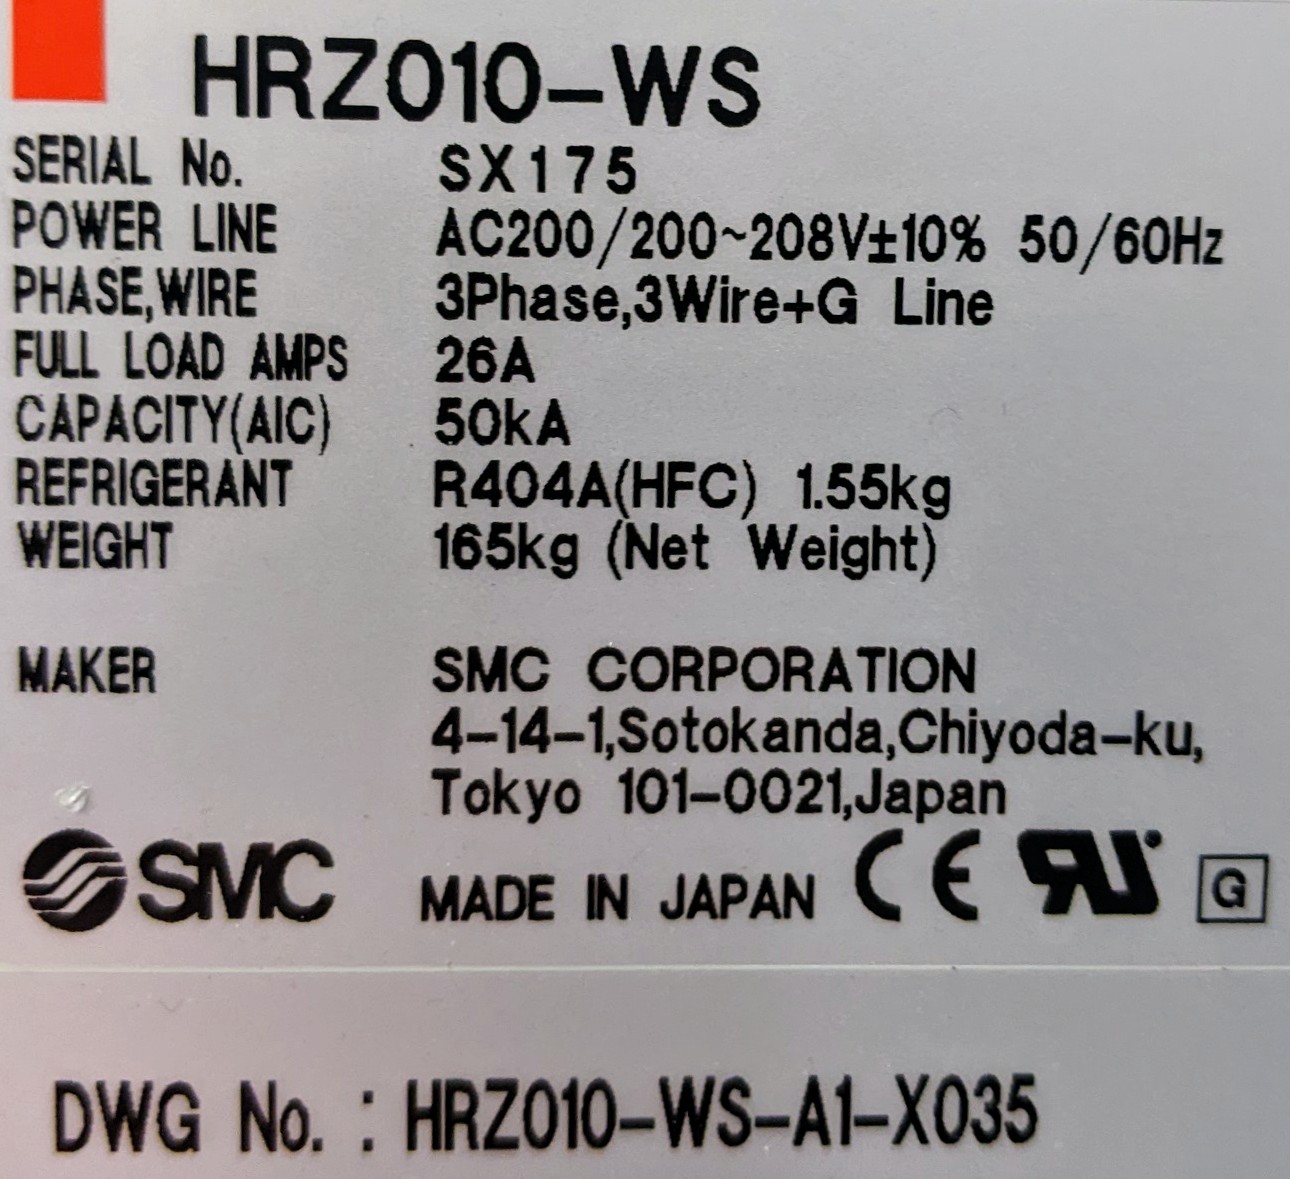 HRZ010-WS
SERIAL No. SX175
POWER LINE AC200/200~208V±10% 50/60Hz
PHASE,WIRE 3Phase,3Wire+G Line
FULL LOAD AMPS 26A
CAPACITY(AIC) 50kA
REFRIGERANT R404A(HFC) 1.55kg
WEIGHT 165kg (Net Weight)
MAKER SMC CORPORATION
4-14-1,Sotokanda,Chiyoda-ku,
Tokyo 101-0021,Japan
SMC MADE IN JAPAN CE RU G
DWG No. : HRZ010-WS-A1-X035